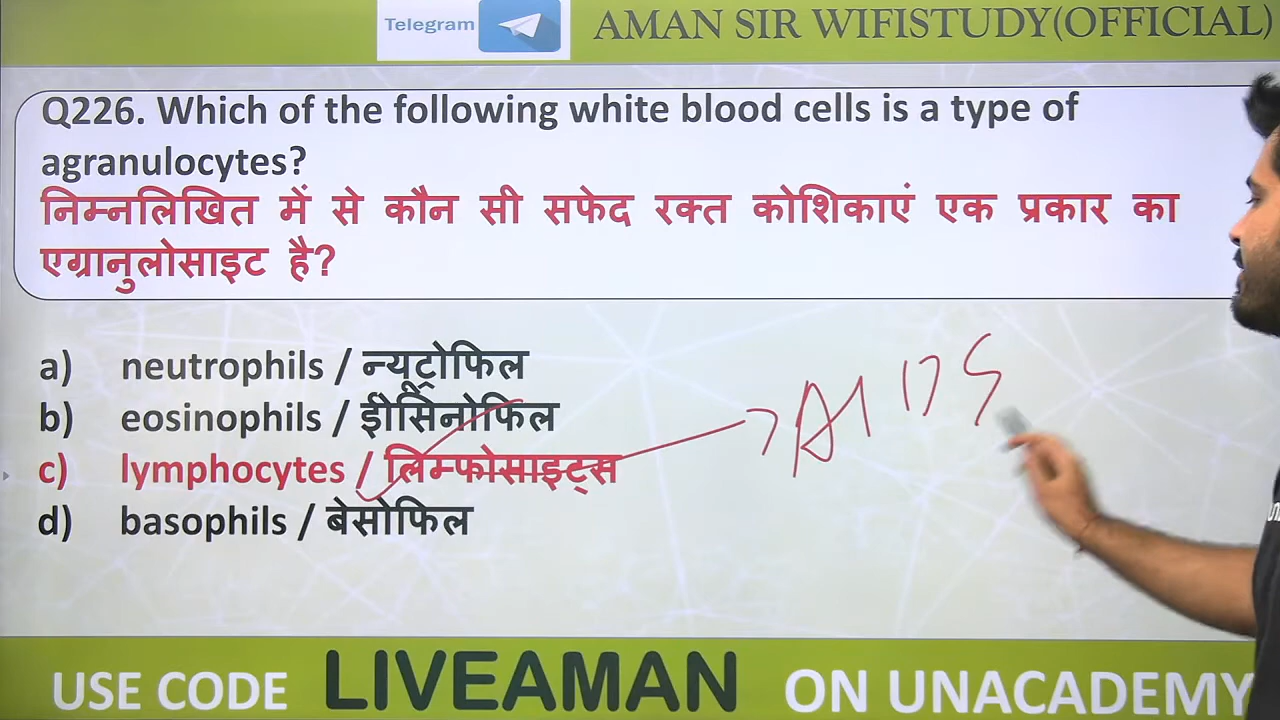 Telegram
AMAN SIR WIFISTUDY(OFFICIAL)
Q226. Which of the following white blood cells is a type of
agranulocytes?
निम्नलिखित में से कौन सी सफेद रक्त कोशिकाएं एक प्रकार का
एग्रानुलोसाइट है?
a) neutrophils / न्यूट्रोफिल
b) eosinophils / ईोसिनोफिल
c) lymphocytes / लिम्फोसाइट्स
AIDS
d) basophils / बेसोफिल
USE CODE LIVEAMAN ON UNACADEMY